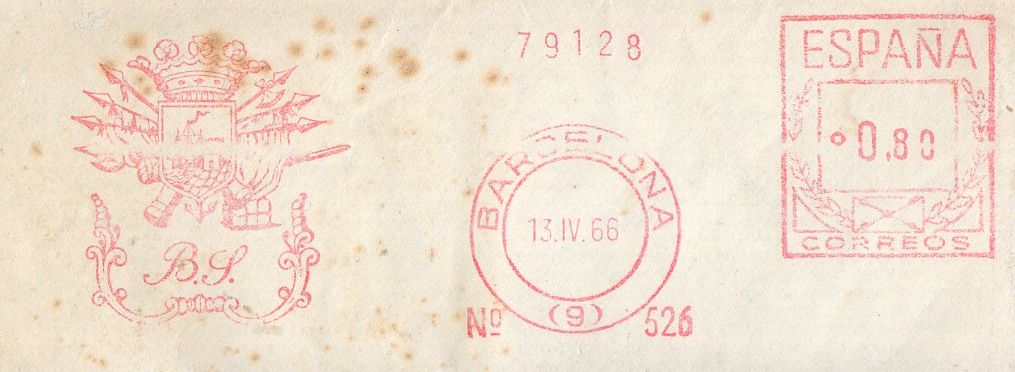 79128
ESPAÑA
0,80
CORREOS
BARCELONA
13.IV.66
(9)
Nº 526
B.S.